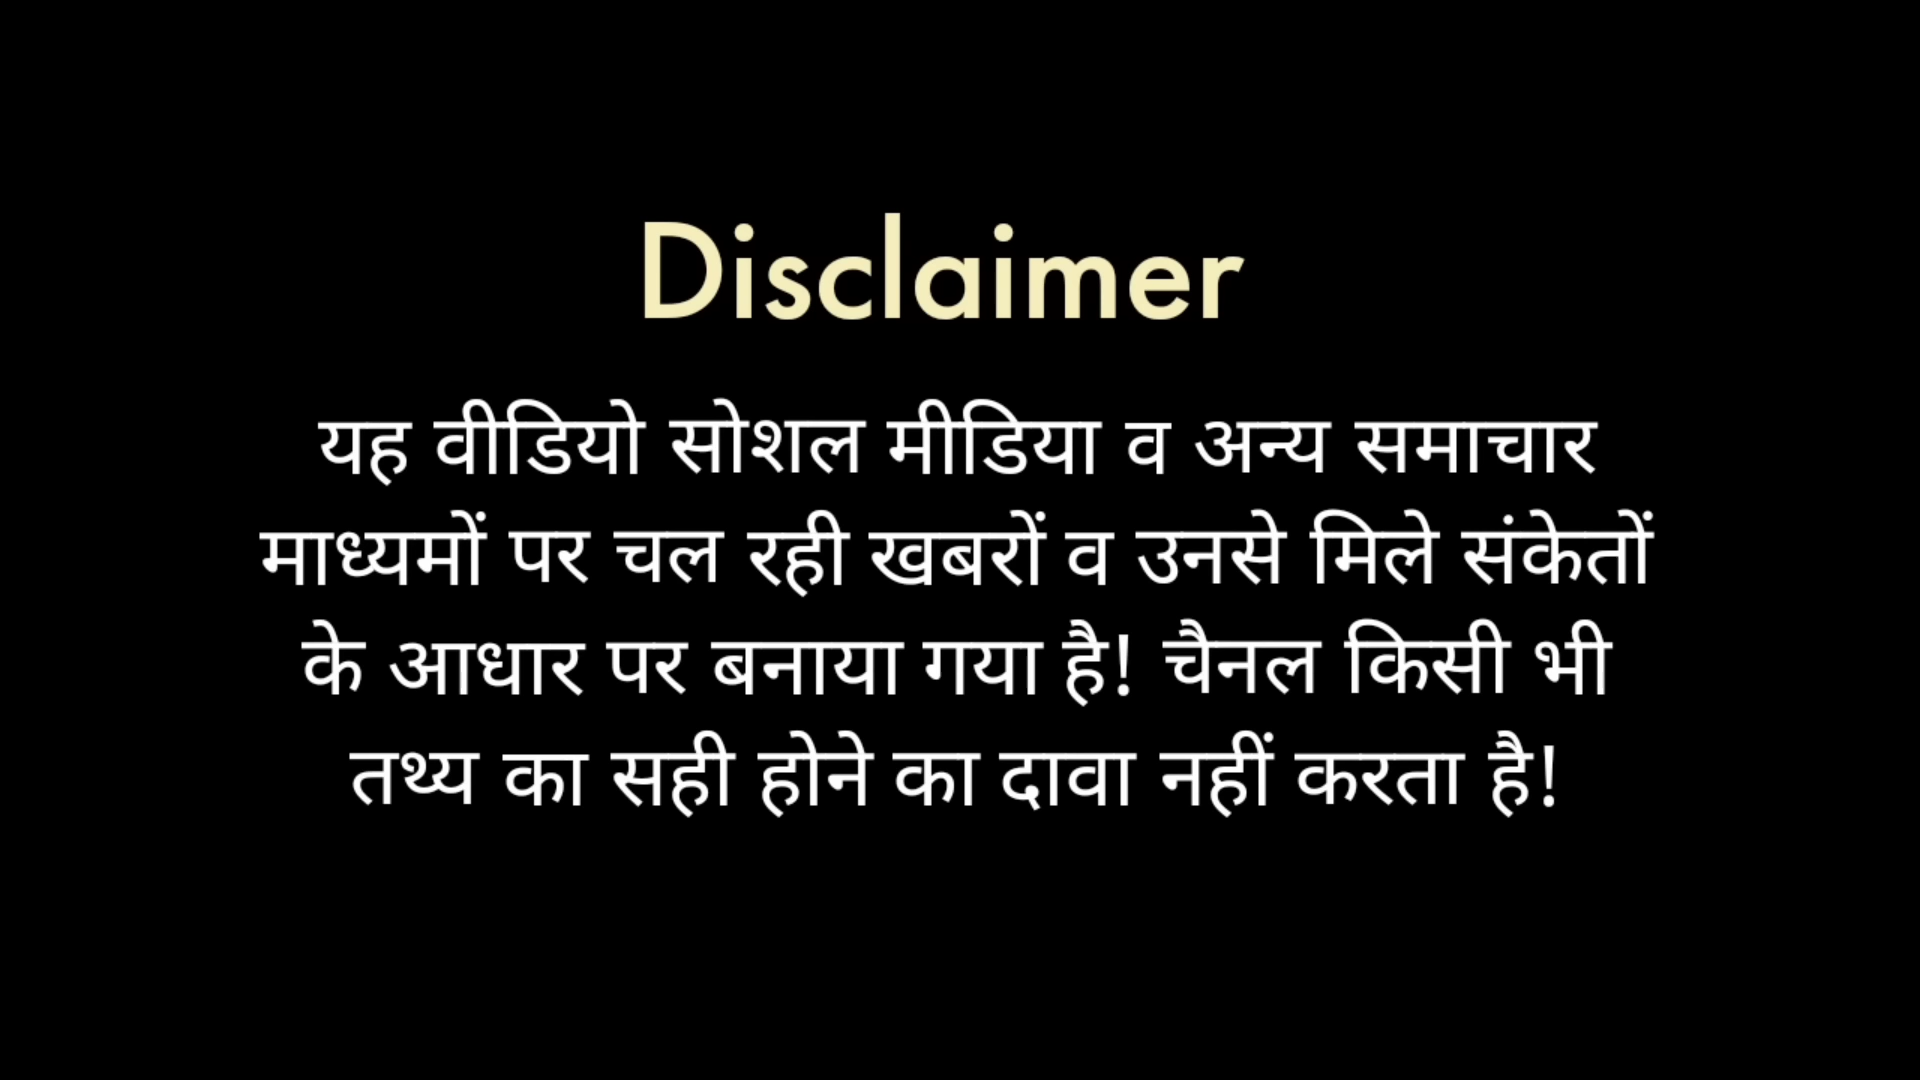 Disclaimer
यह वीडियो सोशल मीडिया व अन्य समाचार
माध्यमों पर चल रही खबरों व उनसे मिले संकेतों
के आधार पर बनाया गया है! चैनल किसी भी
तथ्य का सही होने का दावा नहीं करता है!